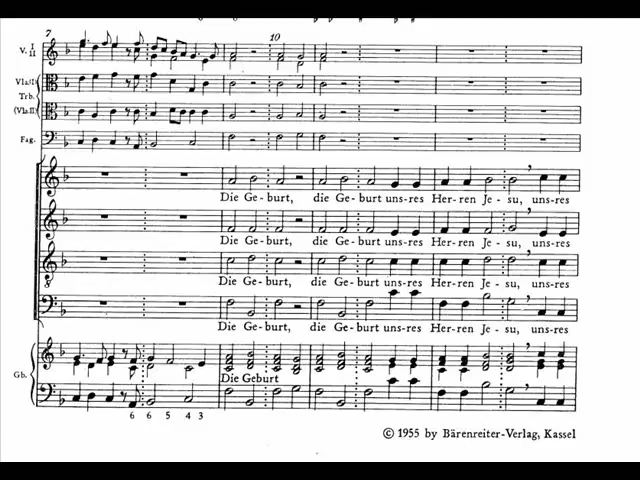 7
10
V. I
II
Vla.(I)
Trb.
(Vla.II)
Fag.
Die Ge-burt, die Ge-burt uns-res Her-ren Je-su, uns-res
Die Ge-burt, die Ge-burt uns-res Her-ren Je-su, uns-res
8
Die Ge-burt, die Ge-burt uns-res Her-ren Je-su, uns-res
Die Ge-burt, die Ge-burt uns-res Her-ren Je-su, uns-res
Gb.
Die Geburt
6 6 5 4 3
© 1955 by Bärenreiter-Verlag, Kassel